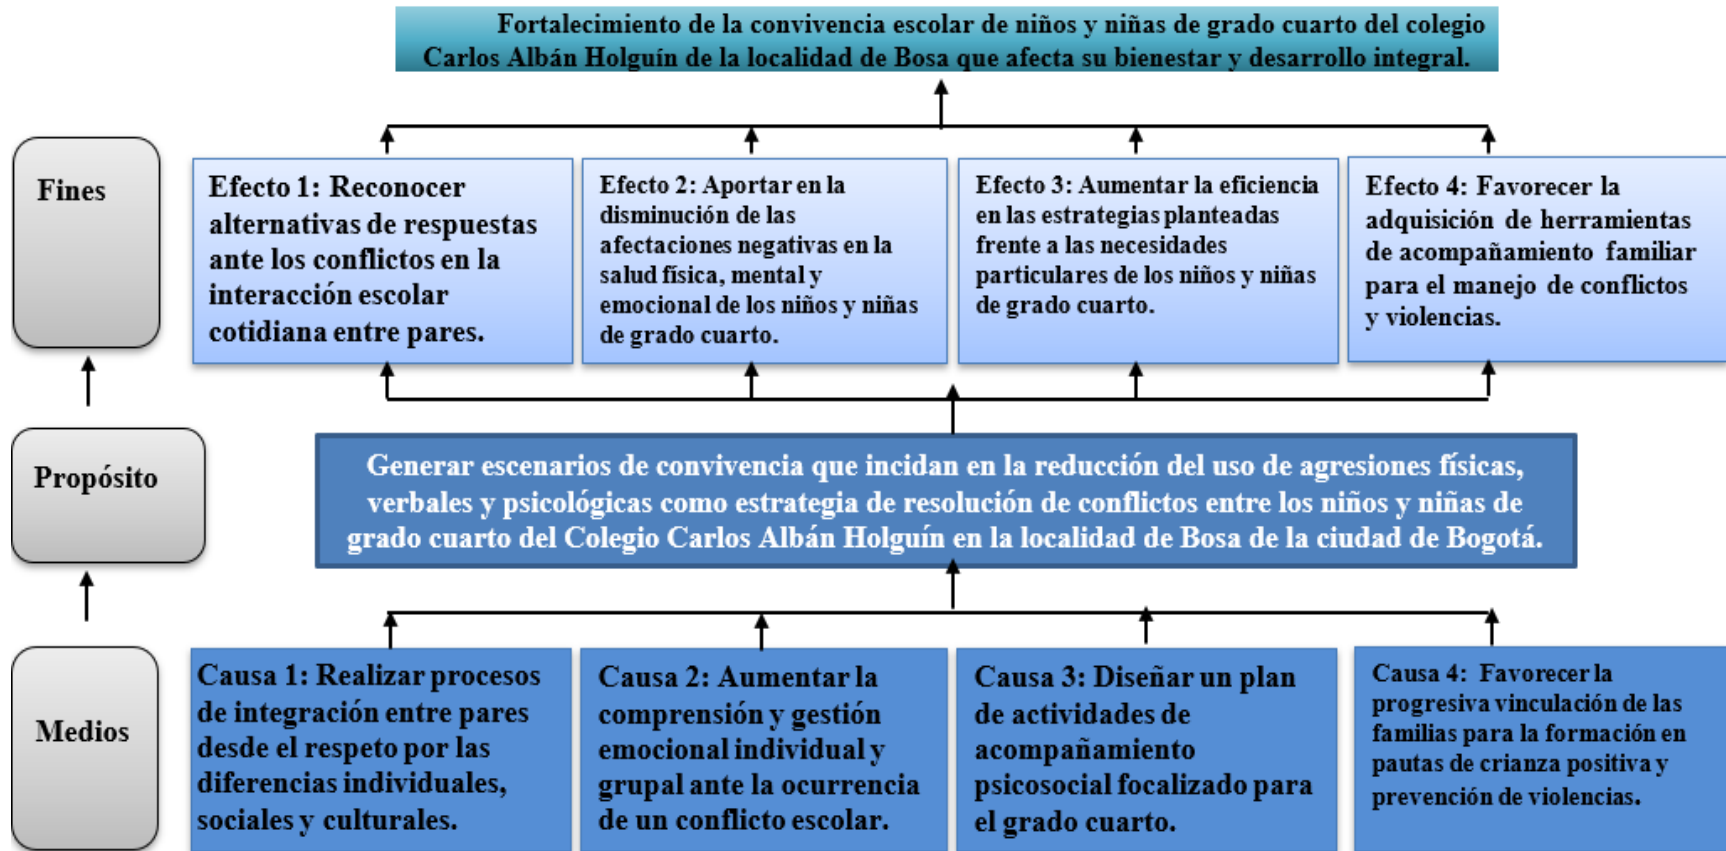 Fortalecimiento de la convivencia escolar de niños y niñas de grado cuarto del colegio
Carlos Albán Holguín de la localidad de Bosa que afecta su bienestar y desarrollo integral.
Fines
Efecto 1: Reconocer
alternativas de respuestas
ante los conflictos en la
interacción escolar
cotidiana entre pares.
Efecto 2: Aportar en la
disminución de las
afectaciones negativas en la
salud física, mental y
emocional de los niños y niñas
de grado cuarto.
Efecto 3: Aumentar la eficiencia
en las estrategias planteadas
frente a las necesidades
particulares de los niños y niñas
de grado cuarto.
Efecto 4: Favorecer la
adquisición de herramientas
de acompañamiento familiar
para el manejo de conflictos
y violencias.
Propósito
Generar escenarios de convivencia que incidan en la reducción del uso de agresiones físicas,
verbales y psicológicas como estrategia de resolución de conflictos entre los niños y niñas de
grado cuarto del Colegio Carlos Albán Holguín en la localidad de Bosa de la ciudad de Bogotá.
Medios
Causa 1: Realizar procesos
de integración entre pares
desde el respeto por las
diferencias individuales,
sociales y culturales.
Causa 2: Aumentar la
comprensión y gestión
emocional individual y
grupal ante la ocurrencia
de un conflicto escolar.
Causa 3: Diseñar un plan
de actividades de
acompañamiento
psicosocial focalizado para
el grado cuarto.
Causa 4: Favorecer la
progresiva vinculación de las
familias para la formación en
pautas de crianza positiva y
prevención de violencias.